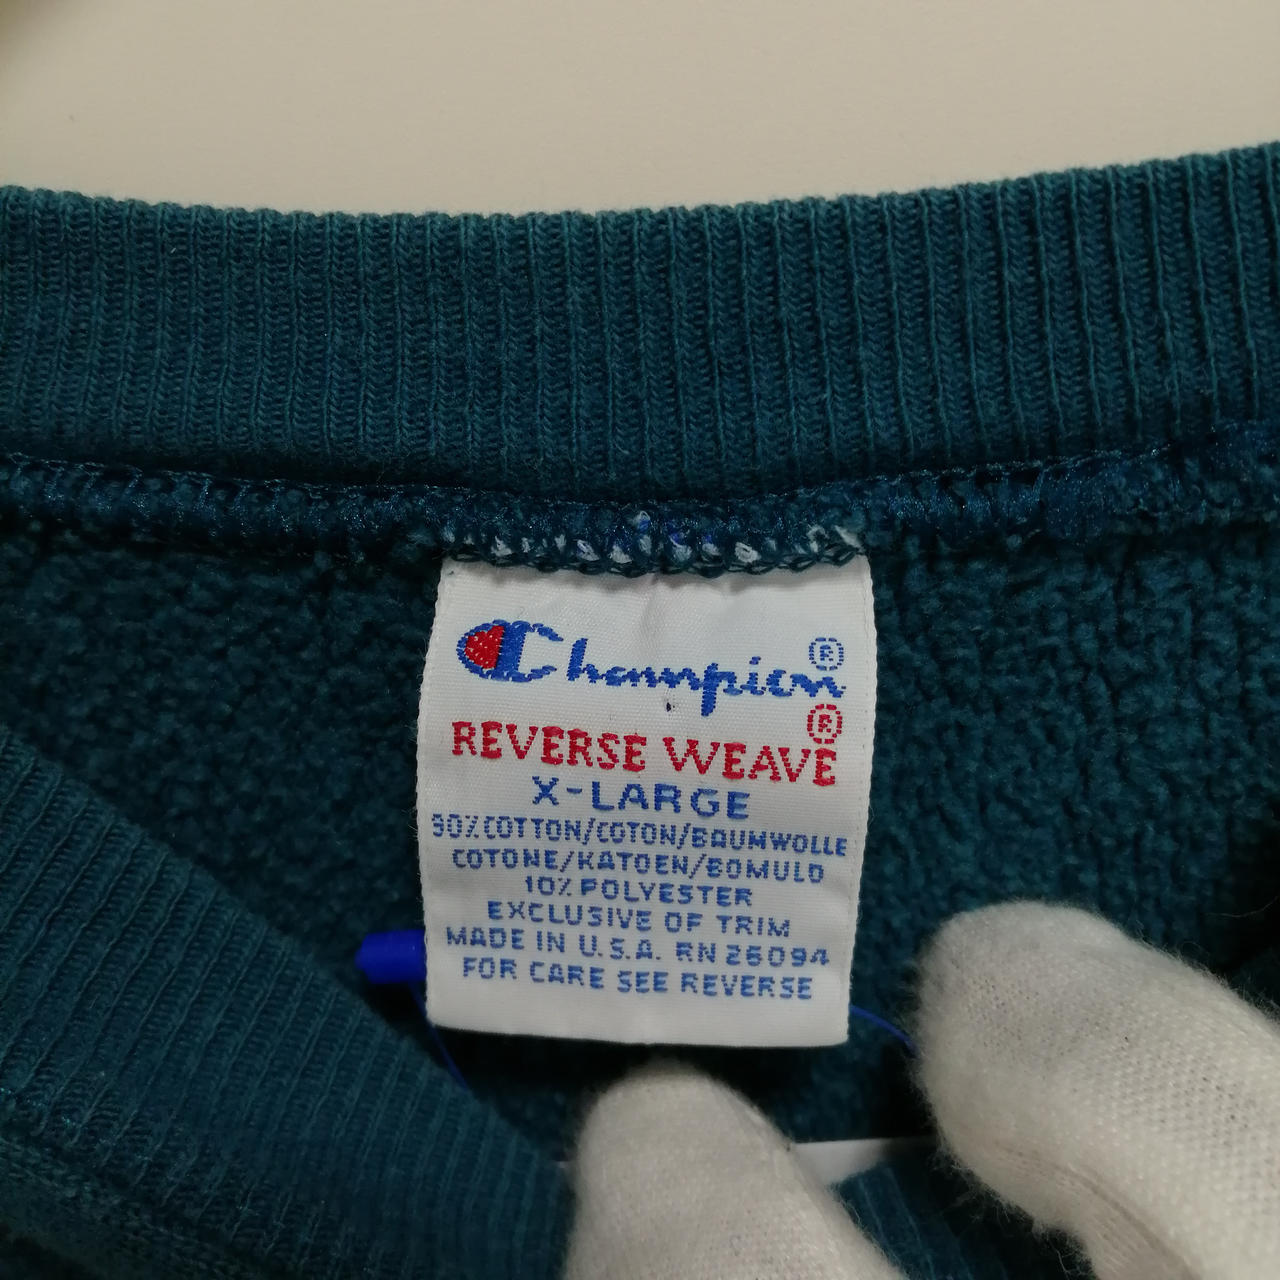 Champion®
REVERSE WEAVE®
X-LARGE
90% COTTON/COTON/BAUMWOLLE
COTONE/KATOEN/BOMULD
10% POLYESTER
EXCLUSIVE OF TRIM
MADE IN U.S.A. RN 26094
FOR CARE SEE REVERSE